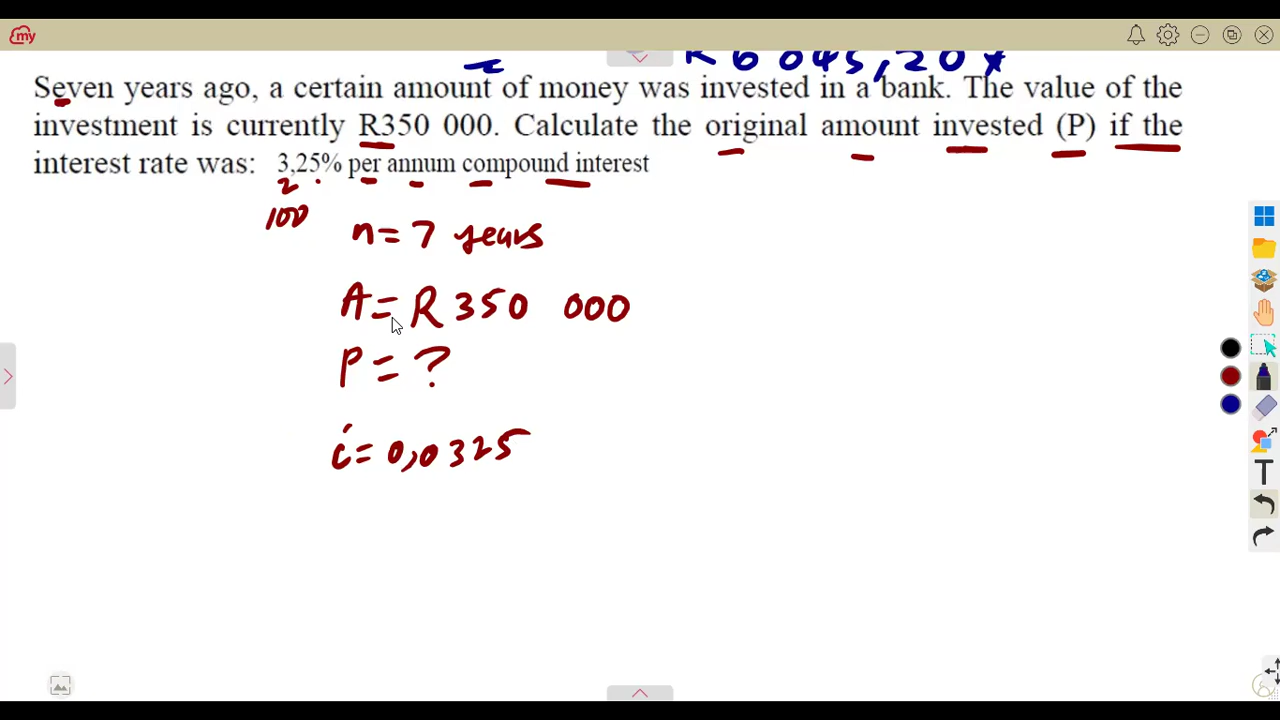 my
R 6 045,20
Seven years ago, a certain amount of money was invested in a bank. The value of the
investment is currently R350 000. Calculate the original amount invested (P) if the
interest rate was: 3,25% per annum compound interest
100
n = 7 years
A = R 350 000
P = ?
i = 0,0325
T